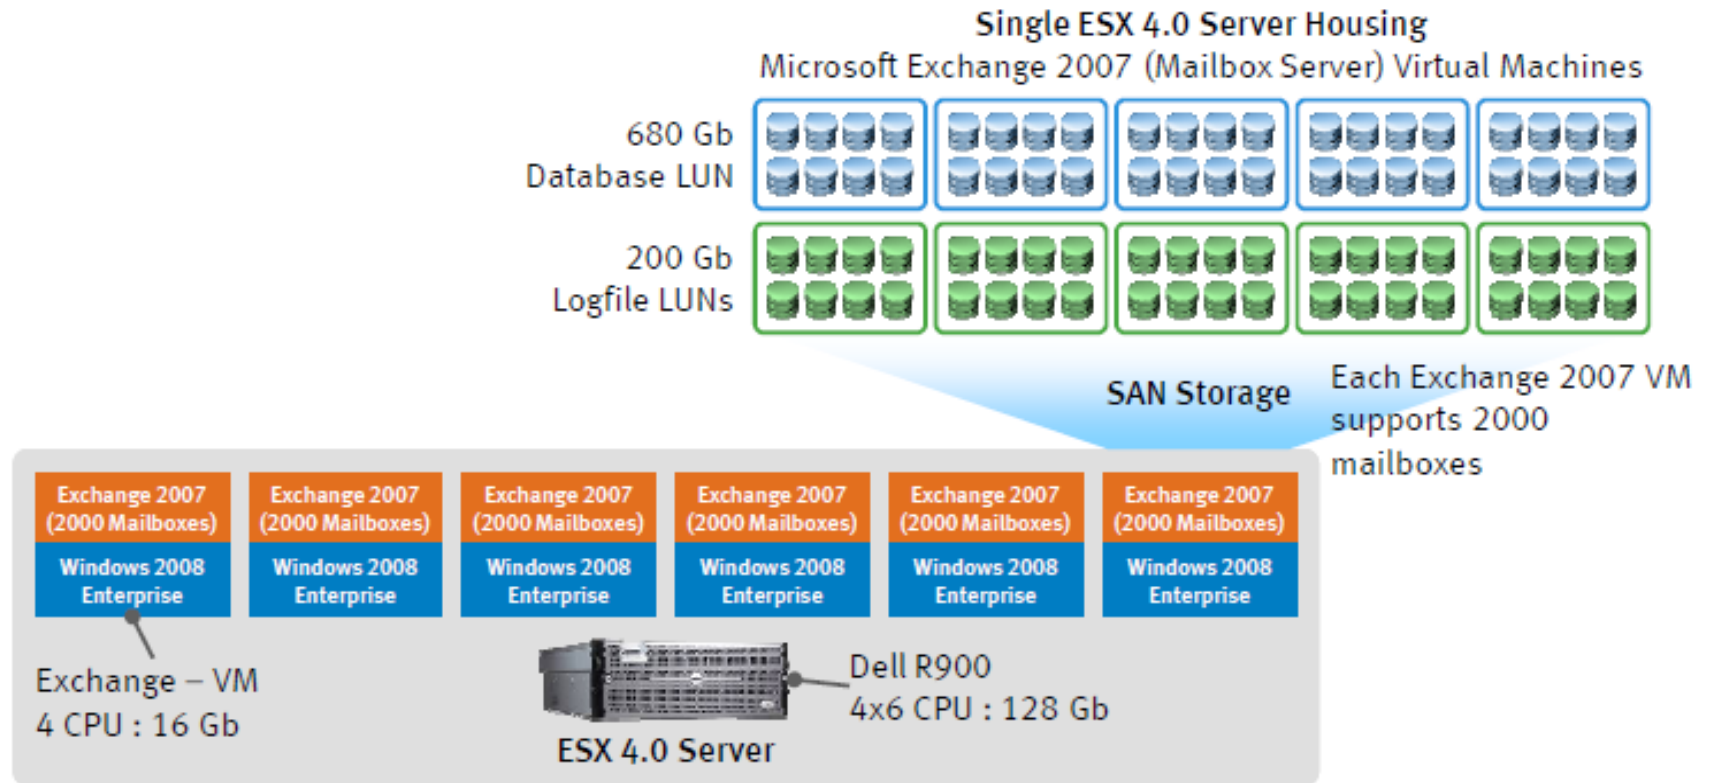 Single ESX 4.0 Server Housing
Microsoft Exchange 2007 (Mailbox Server) Virtual Machines
680 Gb
Database LUN
200 Gb
Logfile LUNs
SAN Storage
Each Exchange 2007 VM
supports 2000
mailboxes
Exchange 2007
(2000 Mailboxes)
Windows 2008
Enterprise
Exchange 2007
(2000 Mailboxes)
Windows 2008
Enterprise
Exchange 2007
(2000 Mailboxes)
Windows 2008
Enterprise
Exchange 2007
(2000 Mailboxes)
Windows 2008
Enterprise
Exchange 2007
(2000 Mailboxes)
Windows 2008
Enterprise
Exchange 2007
(2000 Mailboxes)
Windows 2008
Enterprise
Exchange – VM
4 CPU : 16 Gb
Dell R900
4x6 CPU : 128 Gb
ESX 4.0 Server